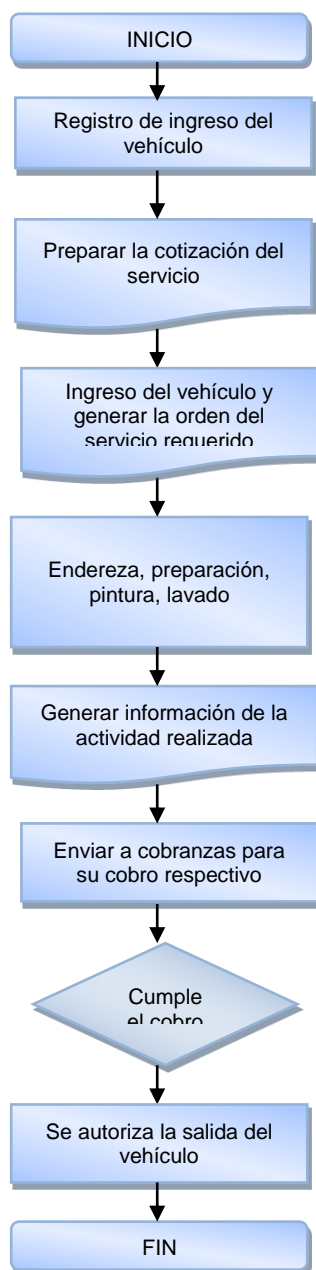 INICIO
Registro de ingreso del
vehículo
Preparar la cotización del
servicio
Ingreso del vehículo y
generar la orden del
servicio requerido
Endereza, preparación,
pintura, lavado
Generar información de la
actividad realizada
Enviar a cobranzas para
su cobro respectivo
Cumple
el cobro
Se autoriza la salida del
vehículo
FIN